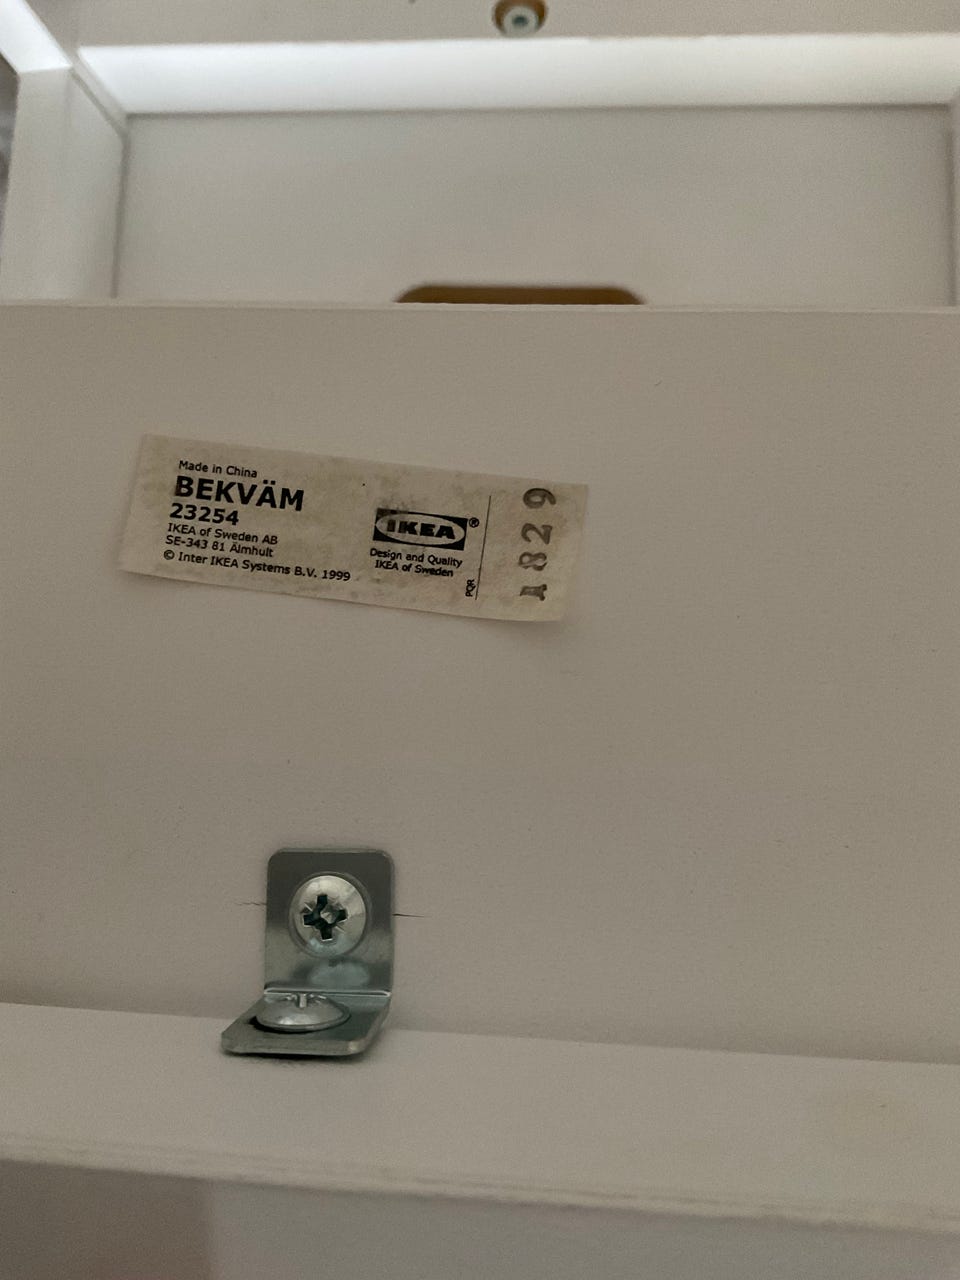 Made in China
BEKVÄM
23254
IKEA of Sweden AB
SE-343 81 Älmhult
© Inter IKEA Systems B.V. 1999
IKEA®
Design and Quality
IKEA of Sweden
PQR
1829